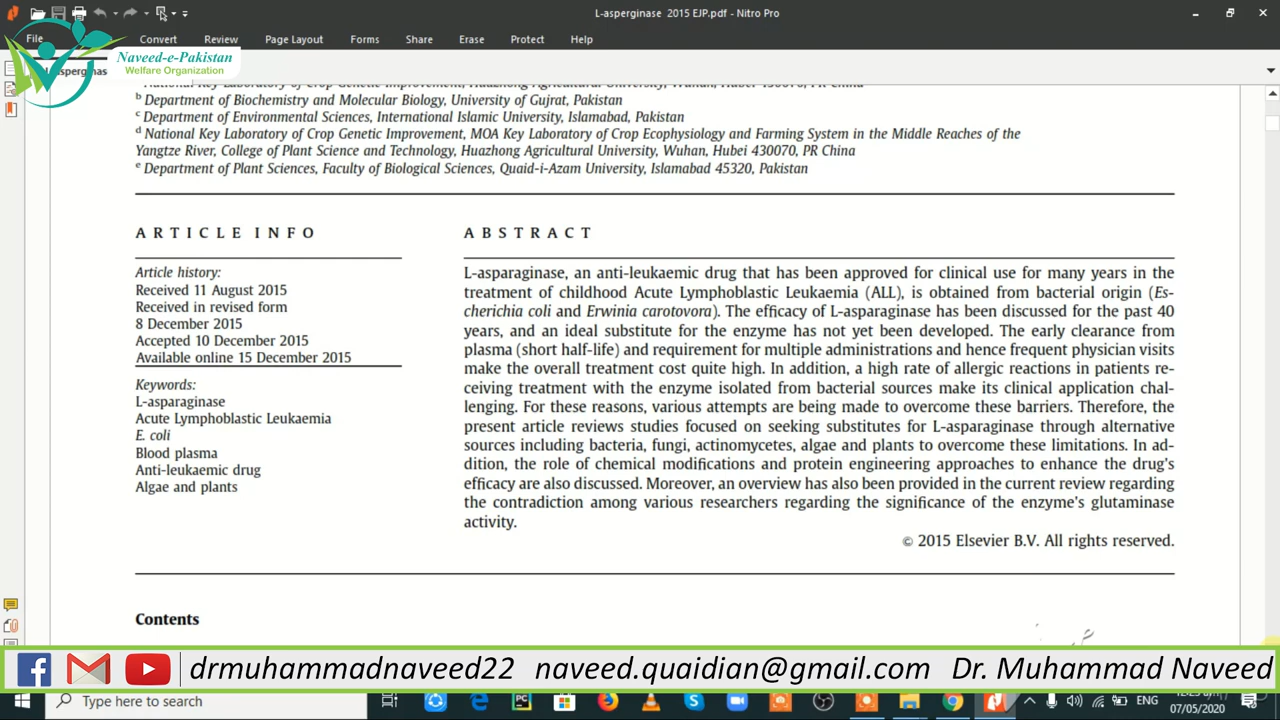 L-asperginase 2015 EJP.pdf - Nitro Pro
File Convert Review Page Layout Forms Share Erase Protect Help
Naveed-e-Pakistan
Welfare Organization
asperginas
National Key Laboratory of Crop Genetic Improvement, Huazhong Agricultural University, Wuhan, Hubei 430070, PR China
b Department of Biochemistry and Molecular Biology, University of Gujrat, Pakistan
c Department of Environmental Sciences, International Islamic University, Islamabad, Pakistan
d National Key Laboratory of Crop Genetic Improvement, MOA Key Laboratory of Crop Ecophysiology and Farming System in the Middle Reaches of the
Yangtze River, College of Plant Science and Technology, Huazhong Agricultural University, Wuhan, Hubei 430070, PR China
e Department of Plant Sciences, Faculty of Biological Sciences, Quaid-i-Azam University, Islamabad 45320, Pakistan
ARTICLE INFO
Article history:
Received 11 August 2015
Received in revised form
8 December 2015
Accepted 10 December 2015
Available online 15 December 2015
Keywords:
L-asparaginase
Acute Lymphoblastic Leukaemia
E. coli
Blood plasma
Anti-leukaemic drug
Algae and plants
ABSTRACT
L-asparaginase, an anti-leukaemic drug that has been approved for clinical use for many years in the
treatment of childhood Acute Lymphoblastic Leukaemia (ALL), is obtained from bacterial origin (Es-
cherichia coli and Erwinia carotovora). The efficacy of L-asparaginase has been discussed for the past 40
years, and an ideal substitute for the enzyme has not yet been developed. The early clearance from
plasma (short half-life) and requirement for multiple administrations and hence frequent physician visits
make the overall treatment cost quite high. In addition, a high rate of allergic reactions in patients re-
ceiving treatment with the enzyme isolated from bacterial sources make its clinical application chal-
lenging. For these reasons, various attempts are being made to overcome these barriers. Therefore, the
present article reviews studies focused on seeking substitutes for L-asparaginase through alternative
sources including bacteria, fungi, actinomycetes, algae and plants to overcome these limitations. In ad-
dition, the role of chemical modifications and protein engineering approaches to enhance the drug's
efficacy are also discussed. Moreover, an overview has also been provided in the current review regarding
the contradiction among various researchers regarding the significance of the enzyme's glutaminase
activity.
© 2015 Elsevier B.V. All rights reserved.
Contents
drmuhammadnaveed22 naveed.quaidian@gmail.com Dr. Muhammad Naveed
Type here to search
ENG
07/05/2020